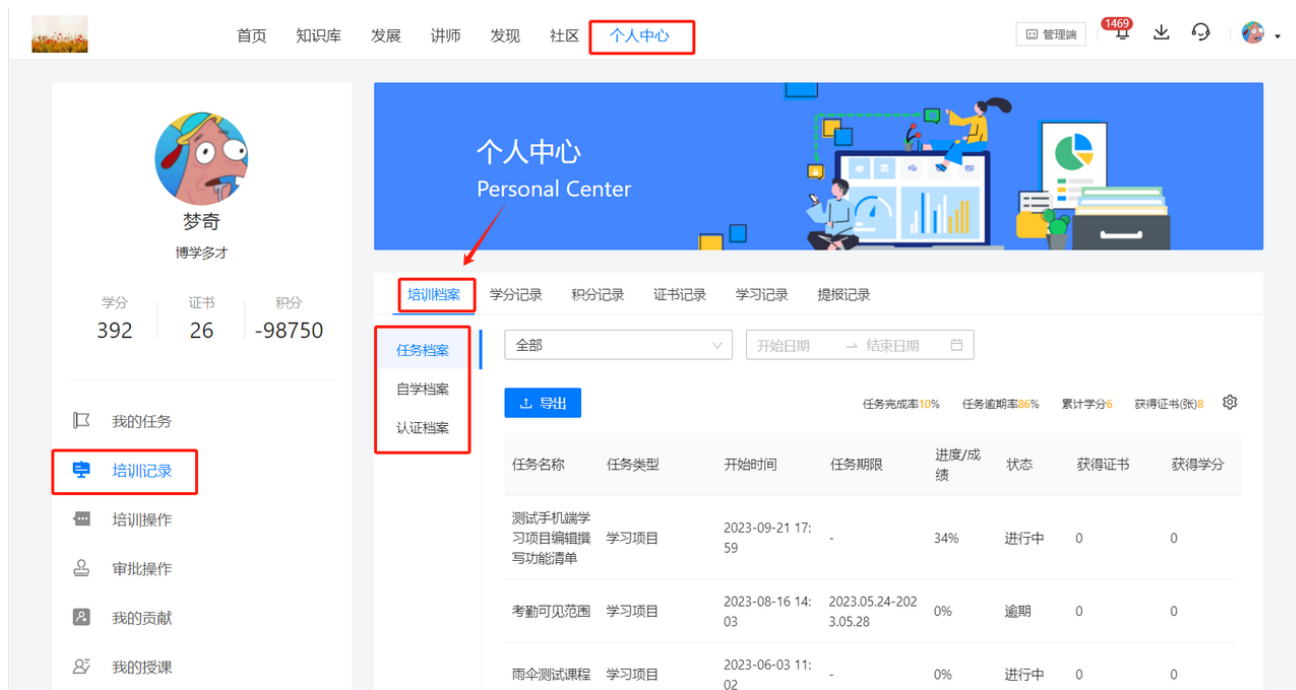 首页 知识库 发展 讲师 发现 社区 个人中心 管理端 1469
梦奇
博学多才
学分 证书 积分
392 26 -98750
我的任务
培训记录
培训操作
审批操作
我的贡献
我的授课
个人中心
Personal Center
培训档案 学分记录 积分记录 证书记录 学习记录 提报记录
任务档案
自学档案
认证档案
全部 开始日期 → 结束日期
导出 任务完成率10% 任务逾期率86% 累计学分6 获得证书(张)8
任务名称 任务类型 开始时间 任务期限 进度/成绩 状态 获得证书 获得学分
测试手机端学
习项目编辑撰
写功能清单
学习项目
2023-09-21 17:
59
- 34% 进行中 0 0
考勤可见范围 学习项目
2023-08-16 14:
03
2023.05.24-202
3.05.28
0% 逾期 0 0
雨伞测试课程 学习项目
2023-06-03 11:
02
- 0% 进行中 0 0